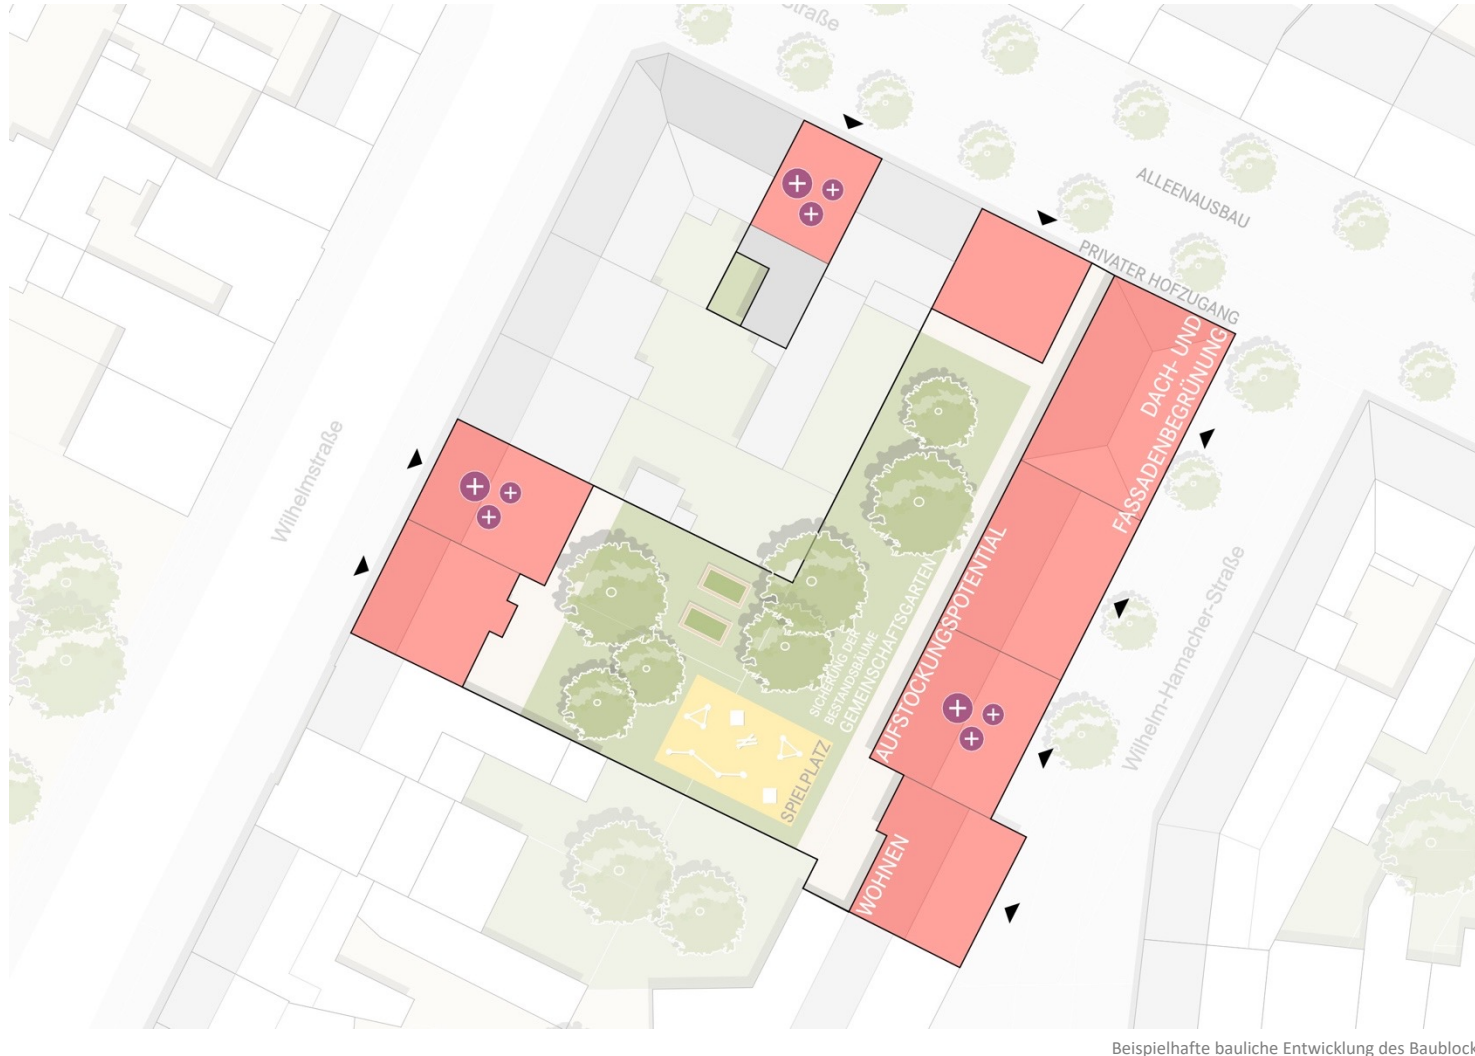 straße
ALLEENAUSBAU
PRIVATER HOFZUGANG
DACH- UND
FASSADENBEGRÜNUNG
Wilhelmstraße
AUFSTOCKUNGSPOTENTIAL
SICHERUNG DER
BESTANDSBÄUME
GEMEINSCHAFTSGARTEN
Wilhelm-Hamacher-Straße
SPIELPLATZ
WOHNEN
Beispielhafte bauliche Entwicklung des Baublock